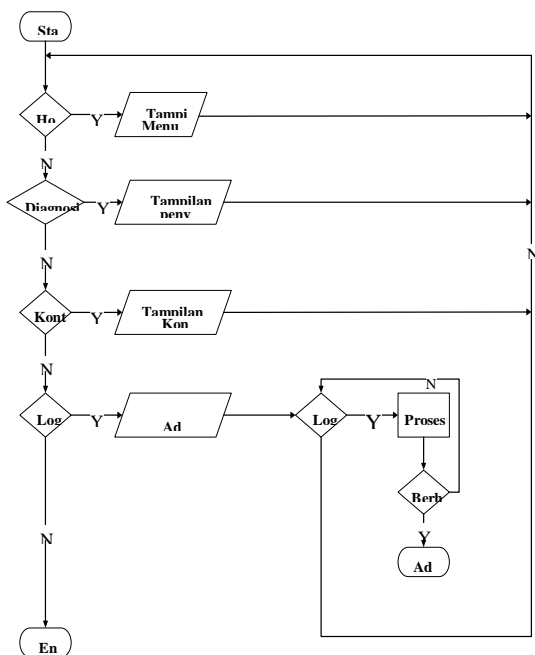 Sta
Ho
Y
Tampi
Menu
N
Diagnosi
Y
Tampilan
peny
N
N
Kont
Y
Tampilan
Kon
N
Log
Y
Ad
Log
Y
Proses
N
Berh
Y
Ad
N
En